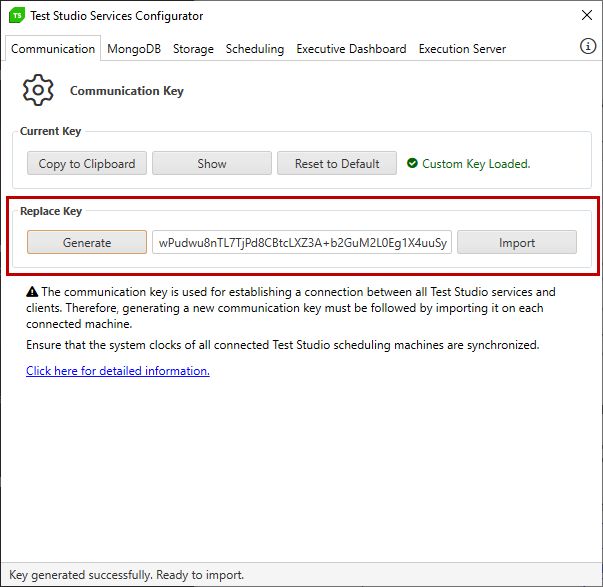 TS Test Studio Services Configurator
Communication MongoDB Storage Scheduling Executive Dashboard Execution Server
Communication Key
Current Key
Copy to Clipboard Show Reset to Default Custom Key Loaded.
Replace Key
Generate wPudwu8nTL7TjPd8CBtcLXZ3A+b2GuM2L0Eg1X4uuSy Import
The communication key is used for establishing a connection between all Test Studio services and
clients. Therefore, generating a new communication key must be followed by importing it on each
connected machine.
Ensure that the system clocks of all connected Test Studio scheduling machines are synchronized.
Click here for detailed information.
Key generated successfully. Ready to import.